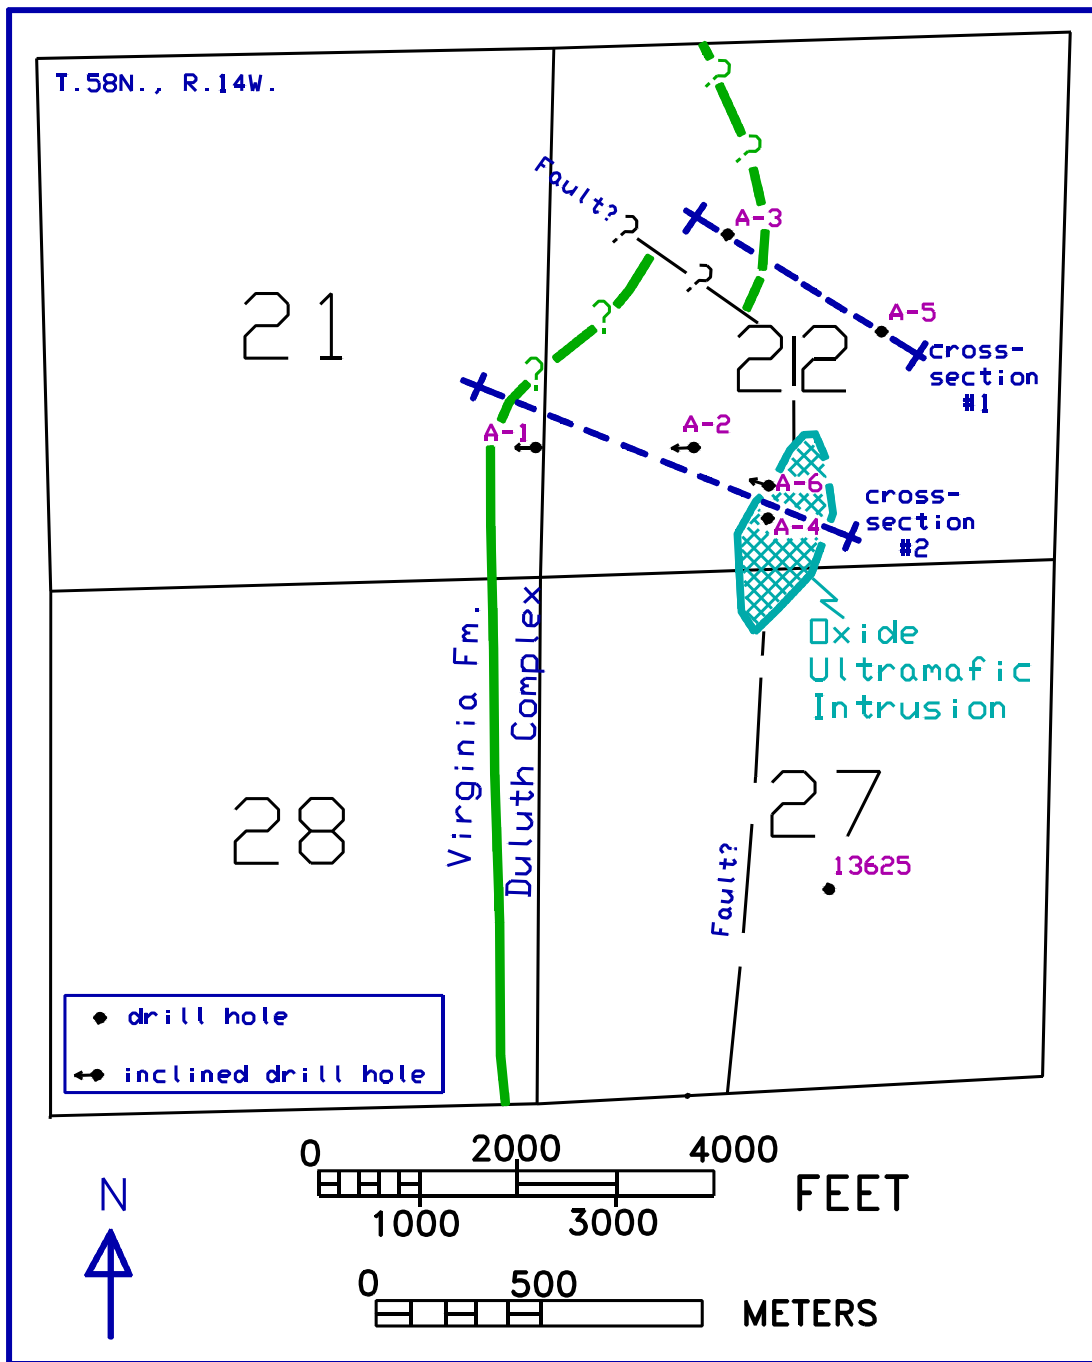 T.58N., R.14W.
?
?
Fault?
A-3
?
?
21
?
A-5
22
cross-
section
#1
?
A-1
A-2
A-6
cross-
section
#2
A-4
Virginia Fm.
Duluth Complex
Oxide
Ultramafic
Intrusion
28
27
Fault?
13625
drill hole
inclined drill hole
0 2000 4000
FEET
1000 3000
N
0 500
METERS